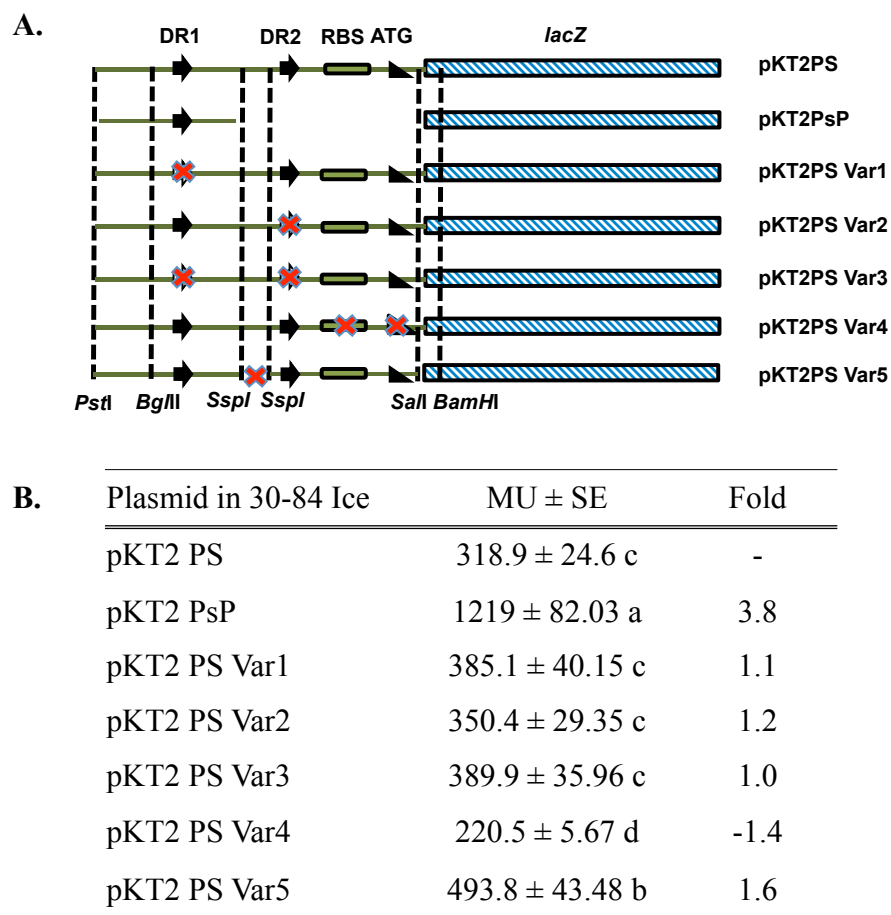 A.
DR1 DR2 RBS ATG lacZ
pKT2PS
pKT2PsP
pKT2PS Var1
pKT2PS Var2
pKT2PS Var3
pKT2PS Var4
pKT2PS Var5
PstI BglII SspI SspI SalI BamHI
B. Plasmid in 30-84 Ice MU ± SE Fold
pKT2 PS 318.9 ± 24.6 c -
pKT2 PsP 1219 ± 82.03 a 3.8
pKT2 PS Var1 385.1 ± 40.15 c 1.1
pKT2 PS Var2 350.4 ± 29.35 c 1.2
pKT2 PS Var3 389.9 ± 35.96 c 1.0
pKT2 PS Var4 220.5 ± 5.67 d -1.4
pKT2 PS Var5 493.8 ± 43.48 b 1.6